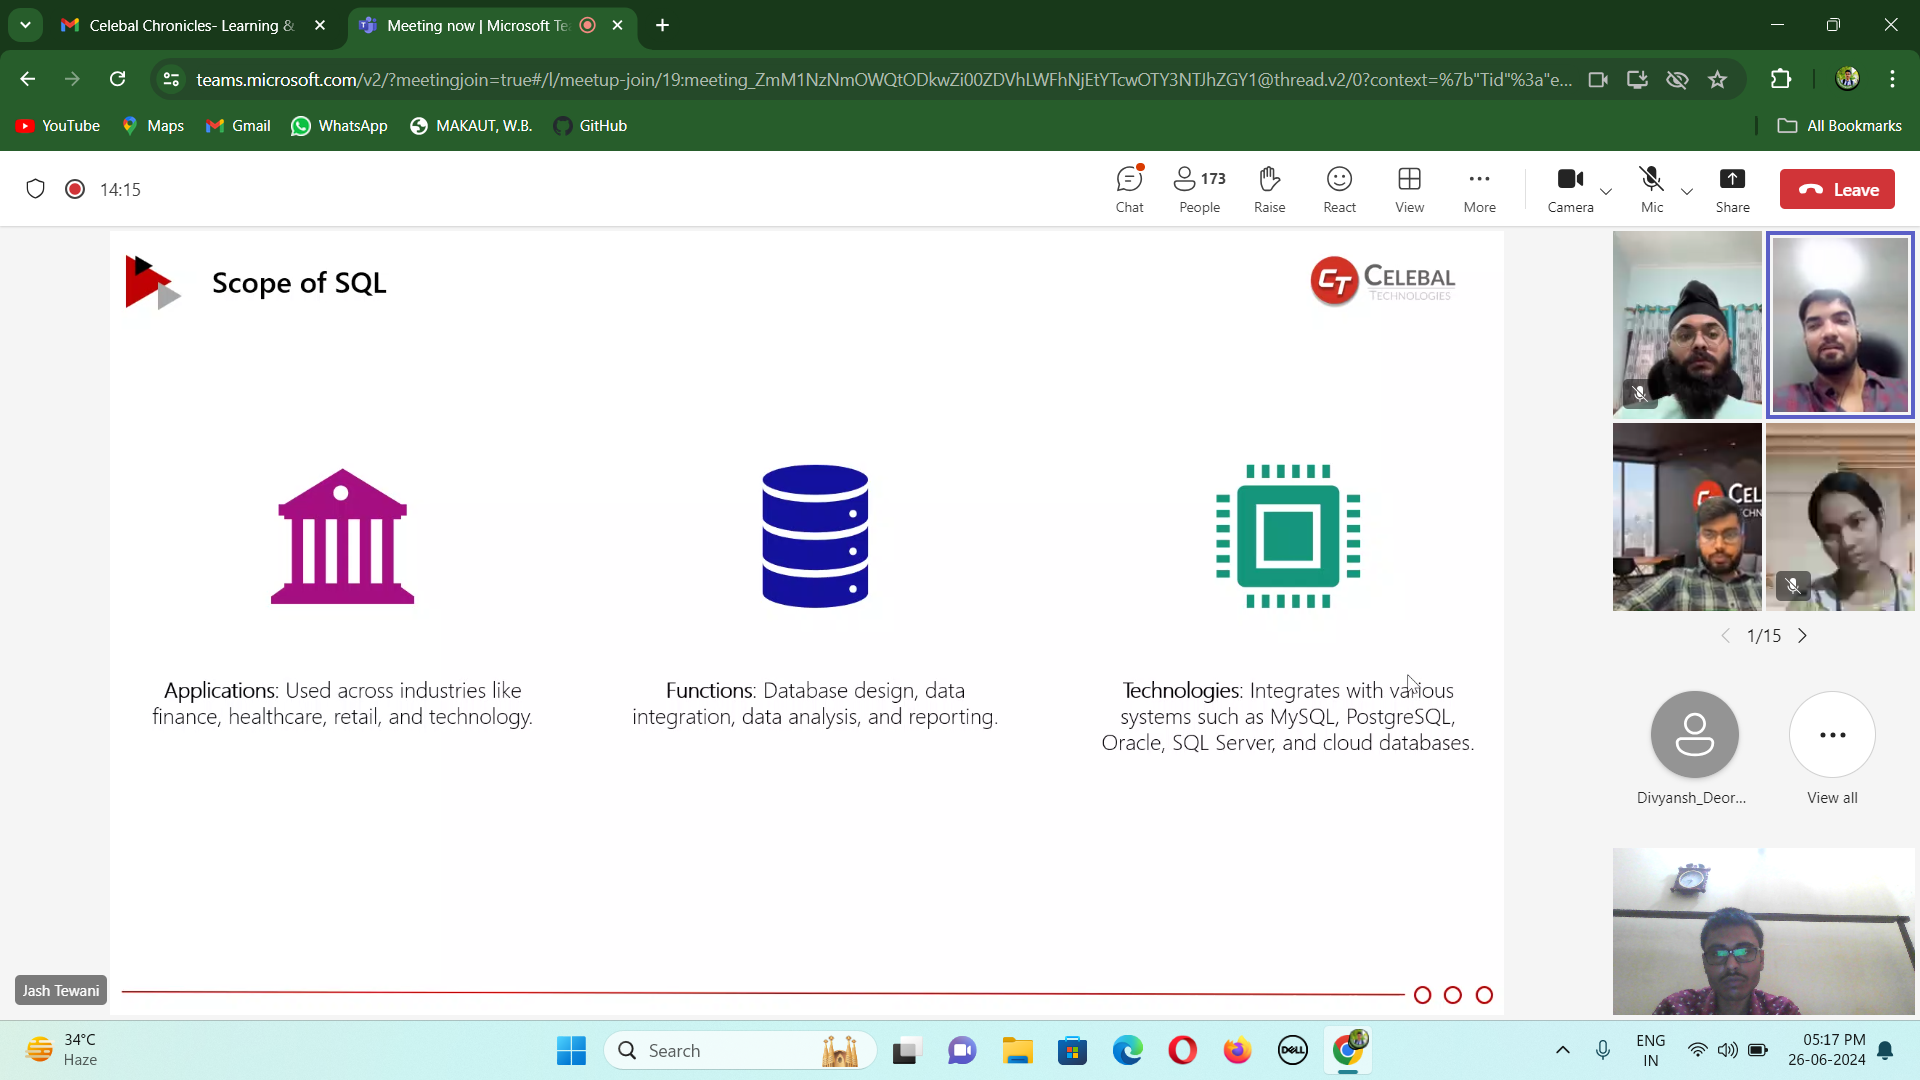 Celebal Chronicles- Learning &
Meeting now | Microsoft Te
teams.microsoft.com/v2/?meetingjoin=true#/l/meetup-join/19:meeting_ZmM1NzNmOWQtODkwZi00ZDVhLWFhNjEtYTcwOTY3NTJhZGY1@thread.v2/0?context=%7b"Tid"%3a"e...
YouTube Maps Gmail WhatsApp MAKAUT, W.B. GitHub All Bookmarks
14:15
173
Chat People Raise React View More Camera Mic Share Leave
Scope of SQL
CT CELEBAL
TECHNOLOGIES
Applications: Used across industries like
finance, healthcare, retail, and technology.
Functions: Database design, data
integration, data analysis, and reporting.
Technologies: Integrates with various
systems such as MySQL, PostgreSQL,
Oracle, SQL Server, and cloud databases.
CEL
1/15
Divyansh_Deor...
View all
Jash Tewani
34°C
Haze
Search
DELL
ENG
IN
05:17 PM
26-06-2024